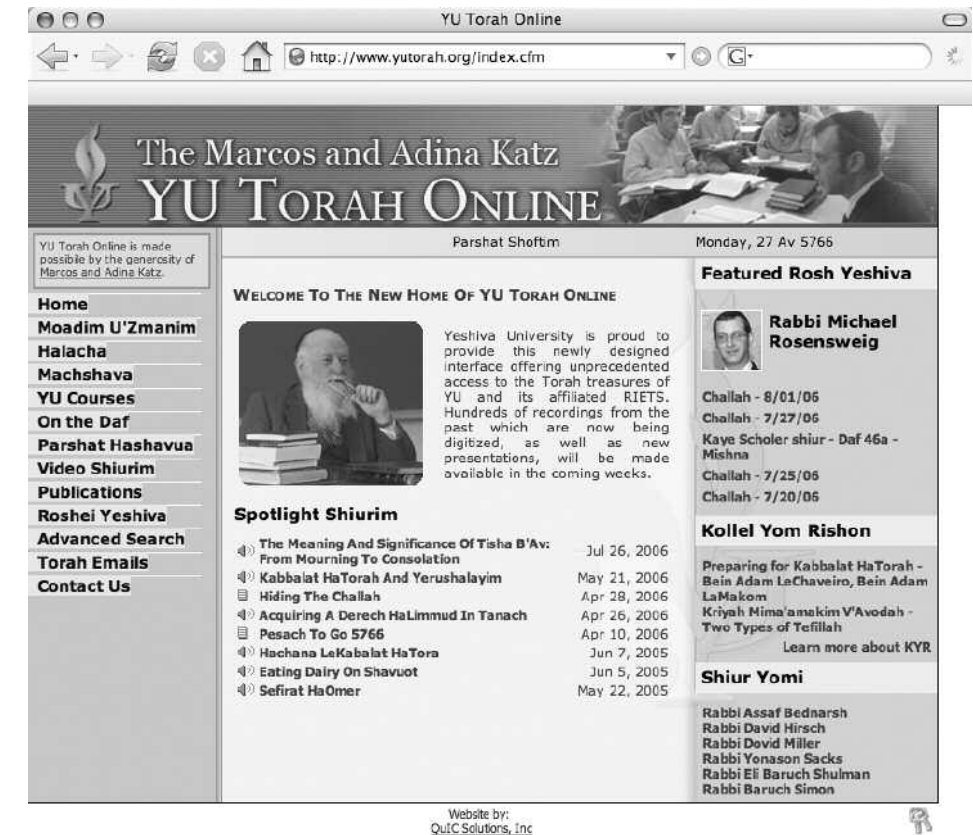 YU Torah Online
http://www.yutorah.org/index.cfm
G
The Marcos and Adina Katz
YU TORAH ONLINE
YU Torah Online is made
possible by the generosity of
Marcos and Adina Katz.
Parshat Shoftim
Monday, 27 Av 5766
Home
Moadim U'Zmanim
Halacha
Machshava
YU Courses
On the Daf
Parshat Hashavua
Video Shiurim
Publications
Roshei Yeshiva
Advanced Search
Torah Emails
Contact Us
WELCOME TO THE NEW HOME OF YU TORAH ONLINE
Yeshiva University is proud to
provide this newly designed
interface offering unprecedented
access to the Torah treasures of
YU and its affiliated RIETS.
Hundreds of recordings from the
past which are now being
digitized, as well as new
presentations, will be made
available in the coming weeks.
Spotlight Shiurim
The Meaning And Significance Of Tisha B'Av:
From Mourning To Consolation Jul 26, 2006
Kabbalat HaTorah And Yerushalayim May 21, 2006
Hiding The Challah Apr 28, 2006
Acquiring A Derech HaLimmud In Tanach Apr 26, 2006
Pesach To Go 5766 Apr 10, 2006
Hachana LeKabalat HaTora Jun 7, 2005
Eating Dairy On Shavuot Jun 5, 2005
Sefirat HaOmer May 22, 2005
Featured Rosh Yeshiva
Rabbi Michael
Rosensweig
Challah - 8/01/06
Challah - 7/27/06
Kaye Scholer shiur - Daf 46a -
Mishna
Challah - 7/25/06
Challah - 7/20/06
Kollel Yom Rishon
Preparing for Kabbalat HaTorah -
Bein Adam LeChaveiro, Bein Adam
LaMakom
Kriyah Mima'amakim V'Avodah -
Two Types of Tefillah
Learn more about KYR
Shiur Yomi
Rabbi Assaf Bednarsh
Rabbi David Hirsch
Rabbi Dovid Miller
Rabbi Yonason Sacks
Rabbi Eli Baruch Shulman
Rabbi Baruch Simon
Website by:
QuIC Solutions, Inc